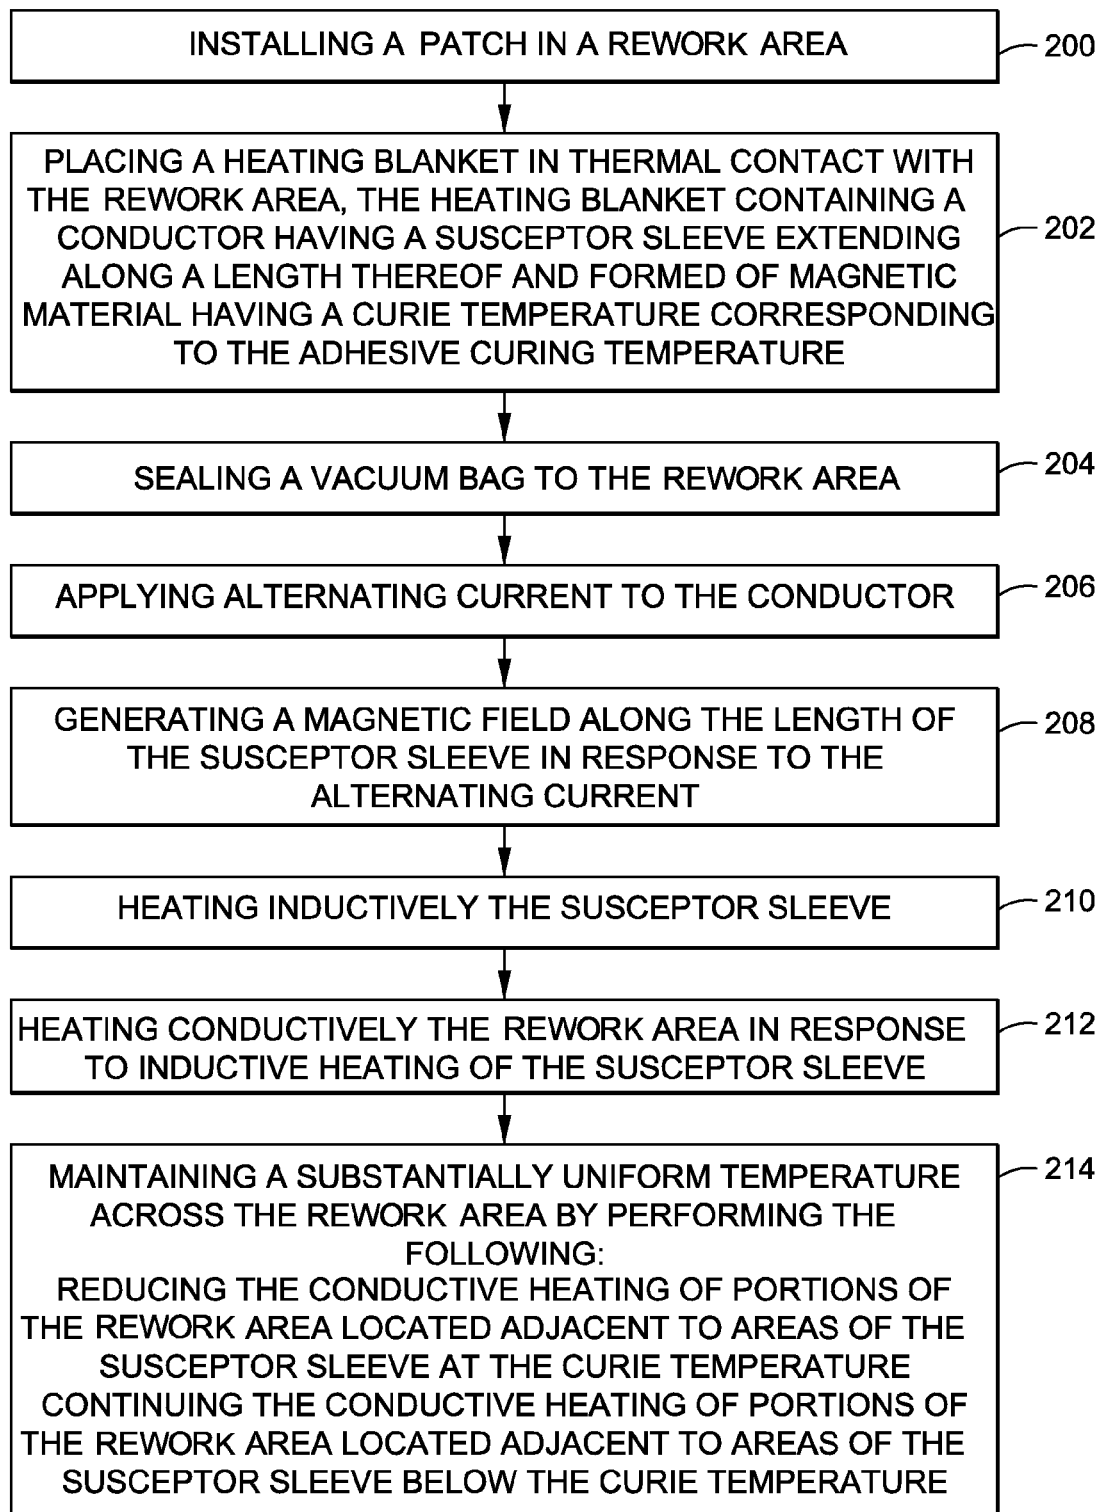 INSTALLING A PATCH IN A REWORK AREA
200
PLACING A HEATING BLANKET IN THERMAL CONTACT WITH
THE REWORK AREA, THE HEATING BLANKET CONTAINING A
CONDUCTOR HAVING A SUSCEPTOR SLEEVE EXTENDING
ALONG A LENGTH THEREOF AND FORMED OF MAGNETIC
MATERIAL HAVING A CURIE TEMPERATURE CORRESPONDING
TO THE ADHESIVE CURING TEMPERATURE
202
SEALING A VACUUM BAG TO THE REWORK AREA
204
APPLYING ALTERNATING CURRENT TO THE CONDUCTOR
206
GENERATING A MAGNETIC FIELD ALONG THE LENGTH OF
THE SUSCEPTOR SLEEVE IN RESPONSE TO THE
ALTERNATING CURRENT
208
HEATING INDUCTIVELY THE SUSCEPTOR SLEEVE
210
HEATING CONDUCTIVELY THE REWORK AREA IN RESPONSE
TO INDUCTIVE HEATING OF THE SUSCEPTOR SLEEVE
212
MAINTAINING A SUBSTANTIALLY UNIFORM TEMPERATURE
ACROSS THE REWORK AREA BY PERFORMING THE
FOLLOWING:
REDUCING THE CONDUCTIVE HEATING OF PORTIONS OF
THE REWORK AREA LOCATED ADJACENT TO AREAS OF THE
SUSCEPTOR SLEEVE AT THE CURIE TEMPERATURE
CONTINUING THE CONDUCTIVE HEATING OF PORTIONS OF
THE REWORK AREA LOCATED ADJACENT TO AREAS OF THE
SUSCEPTOR SLEEVE BELOW THE CURIE TEMPERATURE
214